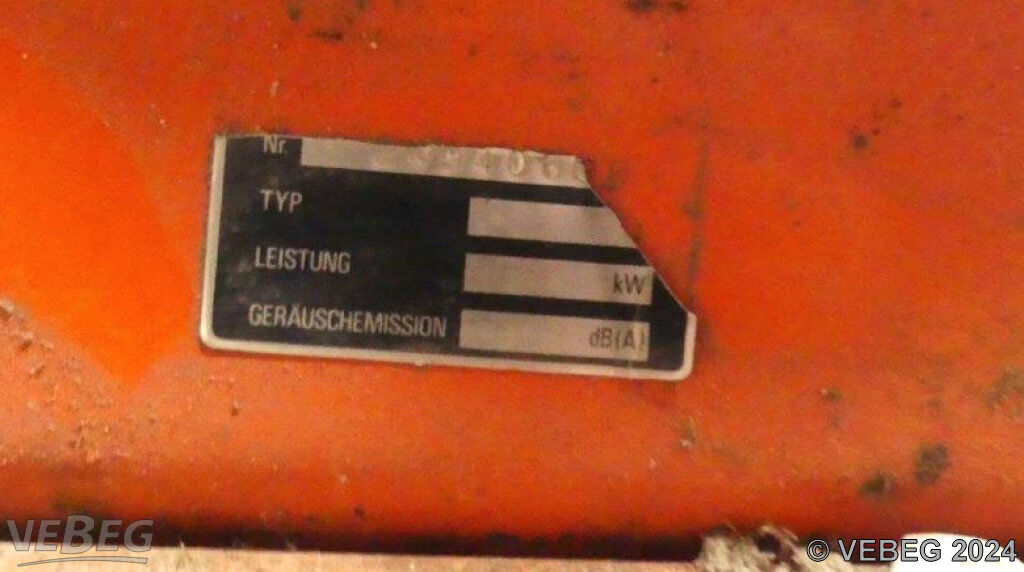 Nr.
TYP
LEISTUNG kW
GERÄUSCHEMISSION dB(A)
VEBEG
© VEBEG 2024